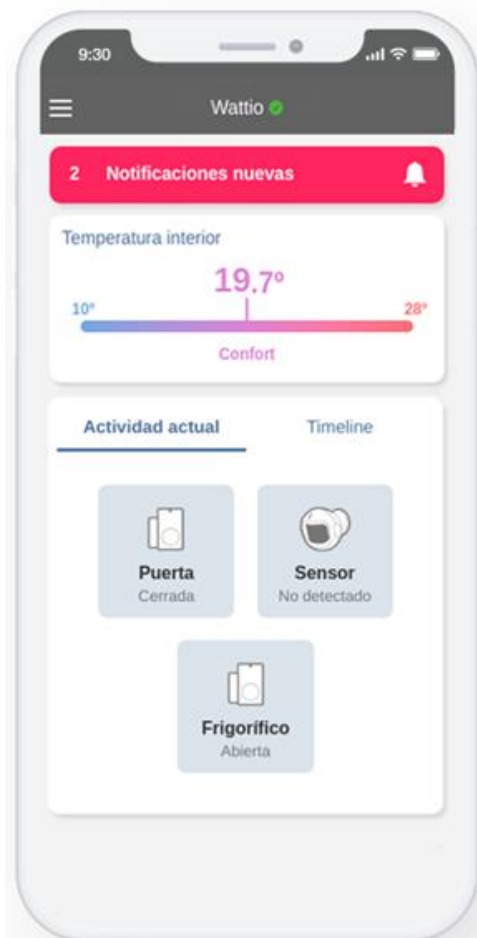 9:30
Wattio
2 Notificaciones nuevas
Temperatura interior
19.7º
10º 28º
Confort
Actividad actual Timeline
Puerta Sensor
Cerrada No detectado
Frigorífico
Abierta